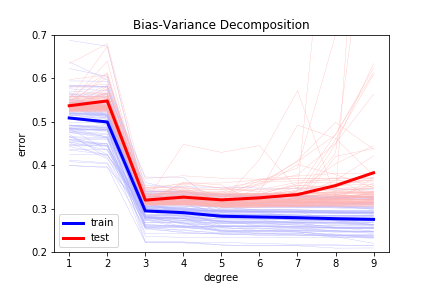 Bias-Variance Decomposition
0.7
0.6
0.5
0.4
0.3
0.2
error
train
test
1 2 3 4 5 6 7 8 9
degree